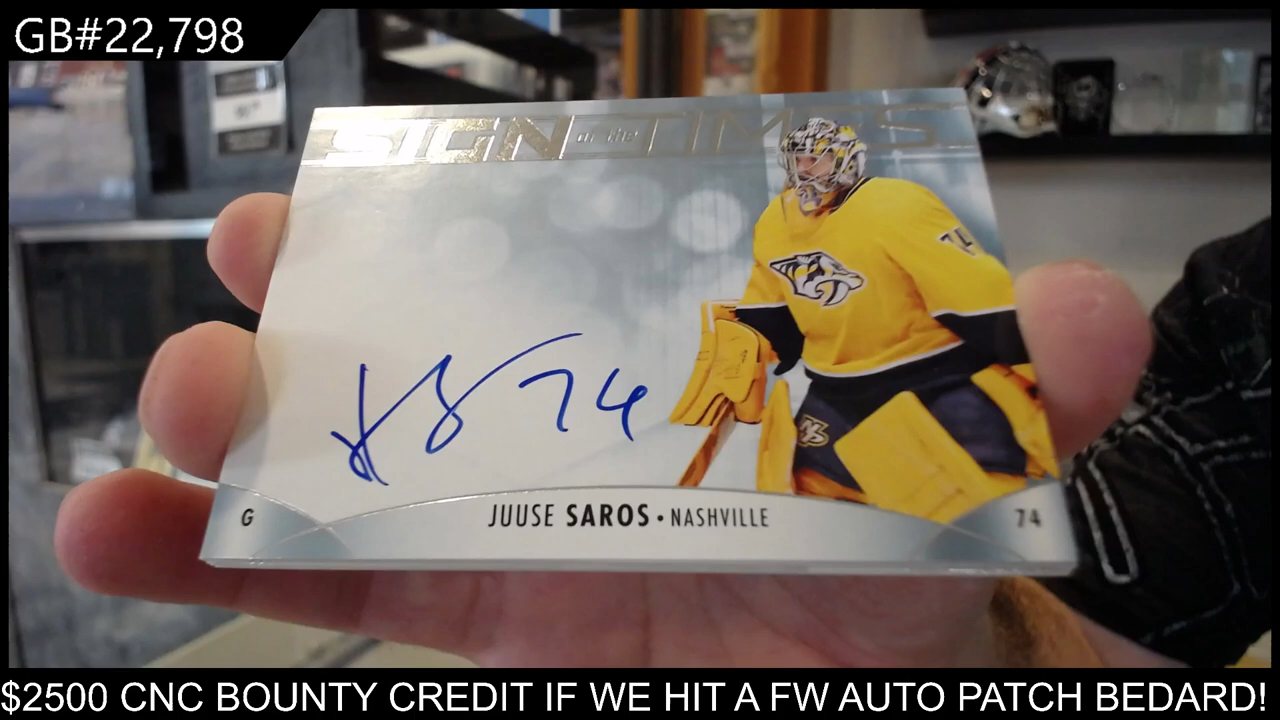 GB#22,798
SIGN of the TIMES
74
JUUSE SAROS • NASHVILLE
G
74
$2500 CNC BOUNTY CREDIT IF WE HIT A FW AUTO PATCH BEDARD!